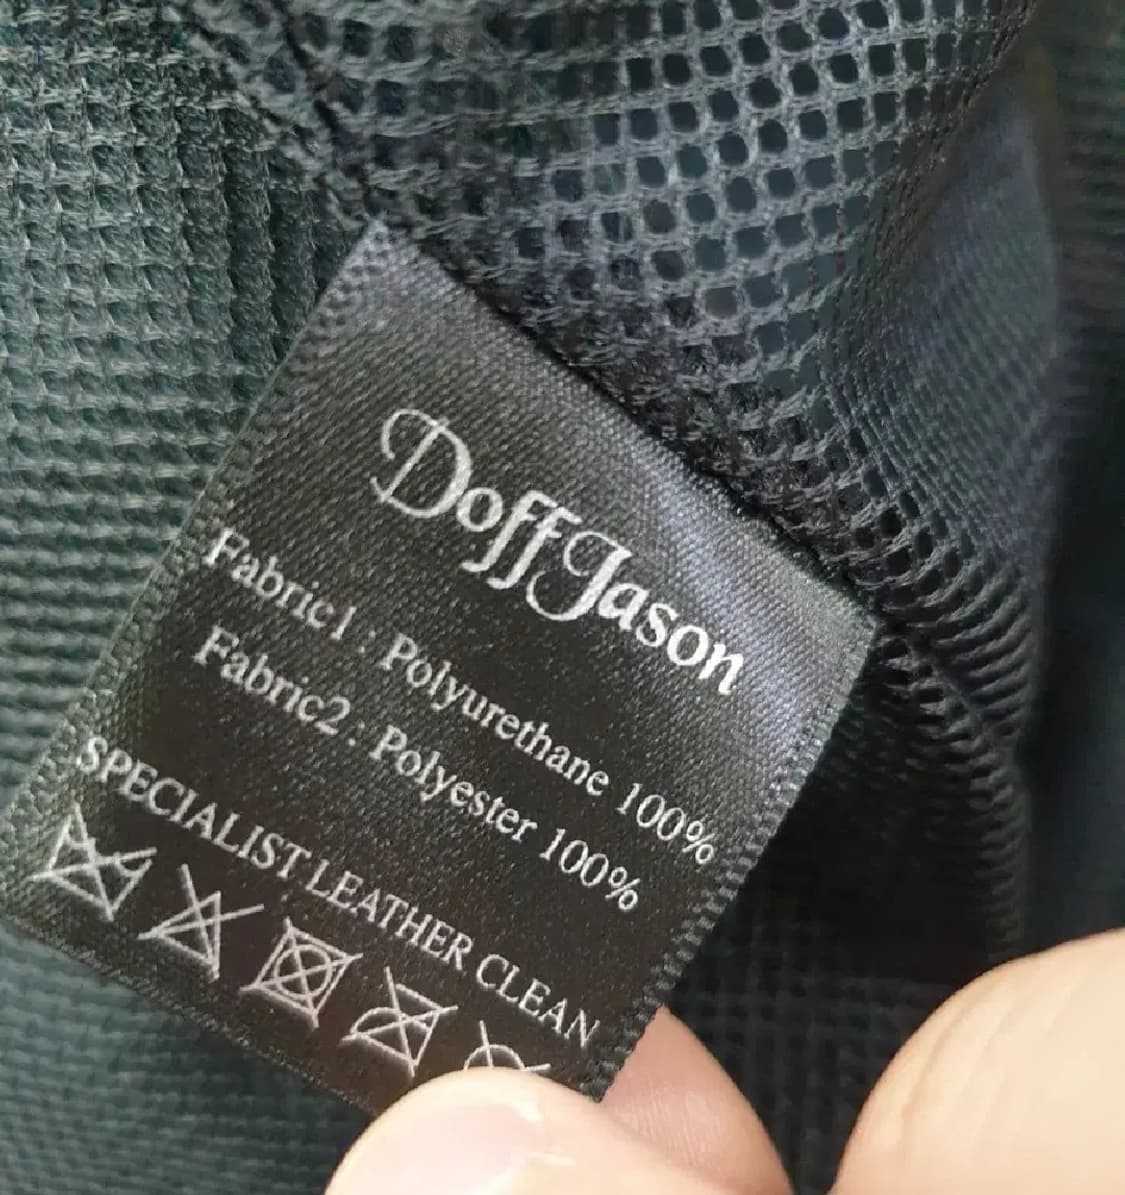 DoffJason
Fabric1 : Polyurethane 100%
Fabric2 : Polyester 100%
SPECIALIST LEATHER CLEAN